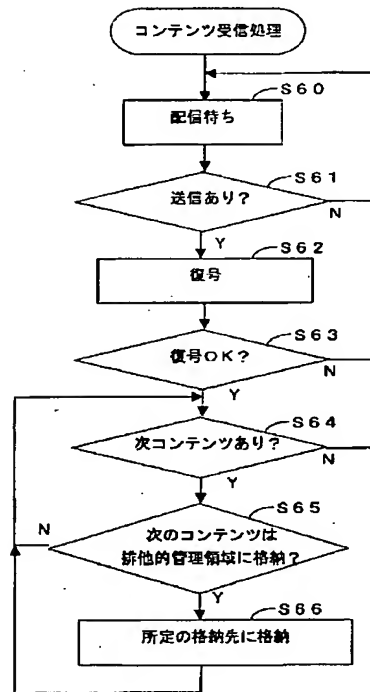 コンテンツ受信処理
S60
配信待ち
S61
送信あり？
N
Y
S62
復号
S63
復号OK？
N
Y
S64
次コンテンツあり？
N
Y
S65
N
次のコンテンツは
排他的管理領域に格納？
Y
S66
所定の格納先に格納